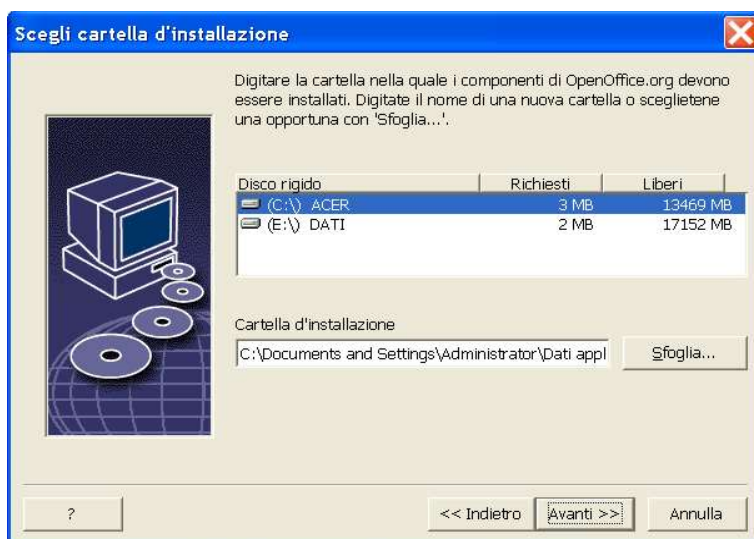 Scegli cartella d'installazione
Digitare la cartella nella quale i componenti di OpenOffice.org devono
essere installati. Digitate il nome di una nuova cartella o sceglietene
una opportuna con 'Sfoglia...'.
Disco rigido Richiesti Liberi
(C:\) ACER 3 MB 13469 MB
(E:\) DATI 2 MB 17152 MB
Cartella d'installazione
C:\Documents and Settings\Administrator\Dati appl Sfoglia...
? << Indietro Avanti >> Annulla